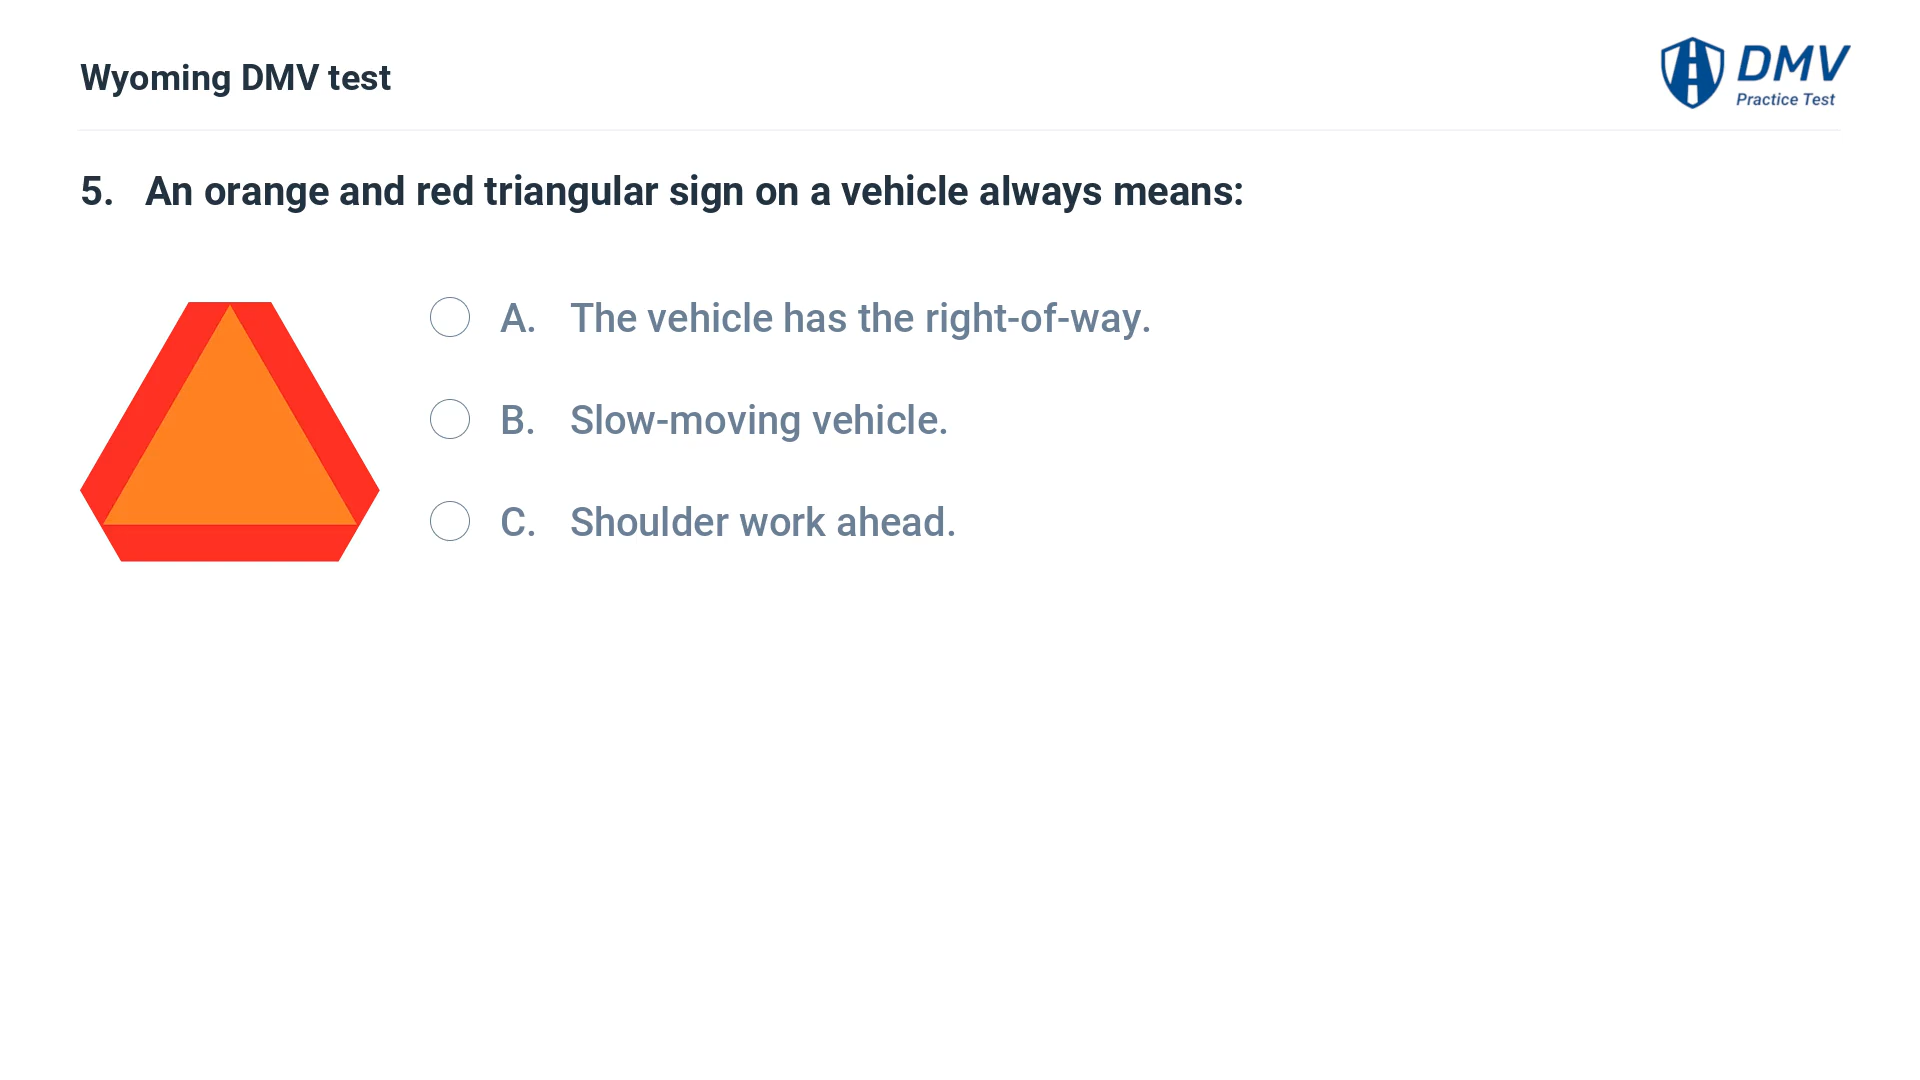 Wyoming DMV test
DMV
Practice Test
5. An orange and red triangular sign on a vehicle always means:
A. The vehicle has the right-of-way.
B. Slow-moving vehicle.
C. Shoulder work ahead.